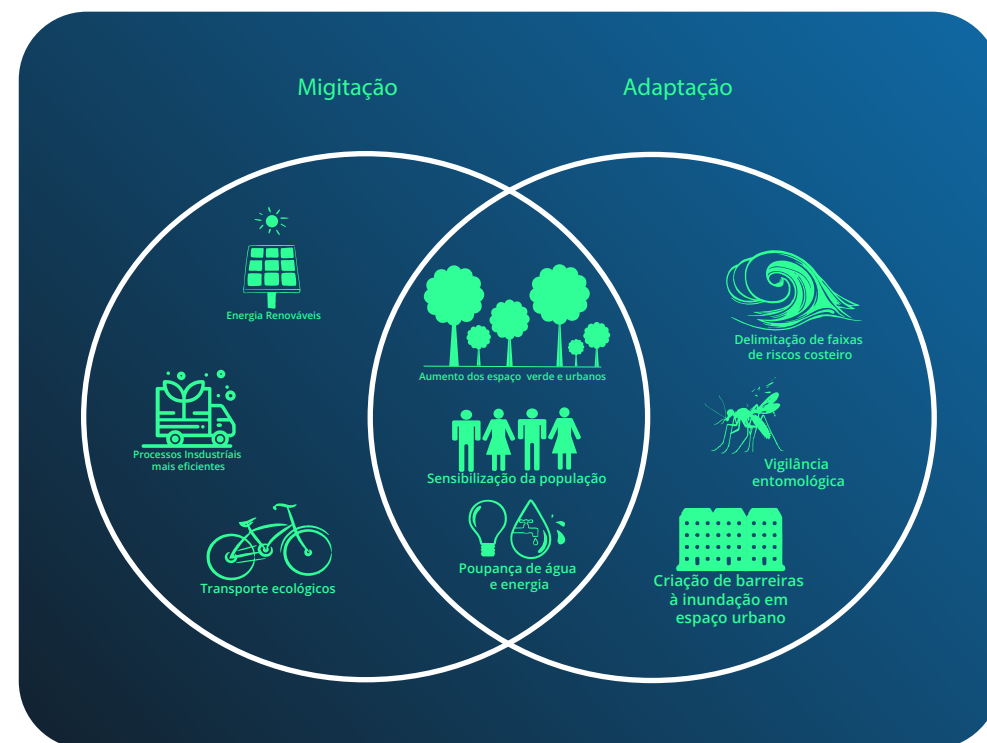 Migitação
Adaptação
Energia Renováveis
Processos Insdustriais
mais eficientes
Transporte ecológicos
Aumento dos espaço verde e urbanos
Sensibilização da população
Poupança de água
e energia
Delimitação de faixas
de riscos costeiro
Vigilância
entomológica
Criação de barreiras
à inundação em
espaço urbano